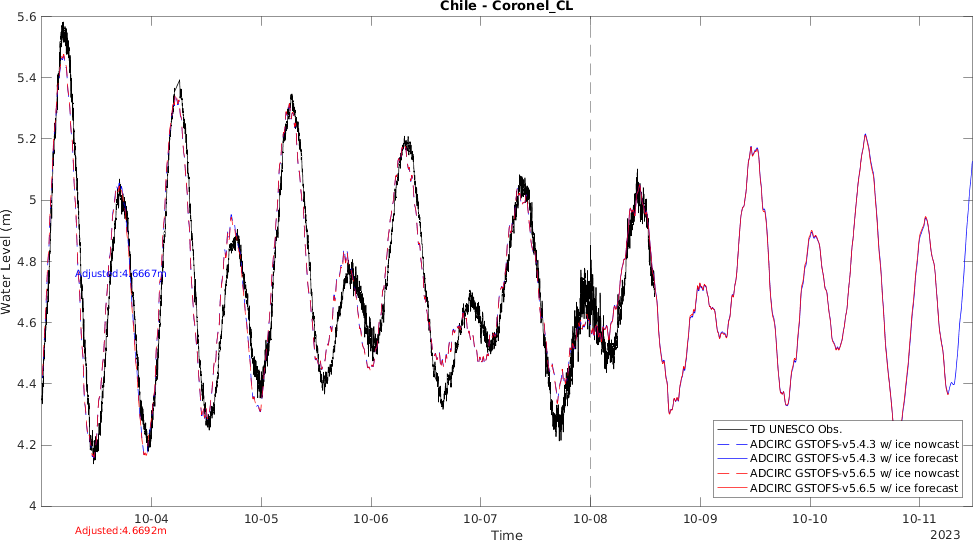 Chile - Coronel_CL
5.6
5.4
5.2
5
4.8
4.6
4.4
4.2
4
Water Level (m)
Adjusted:4.6667m
TD UNESCO Obs.
ADCIRC GSTOFS-v5.4.3 w/ ice nowcast
ADCIRC GSTOFS-v5.4.3 w/ ice forecast
ADCIRC GSTOFS-v5.6.5 w/ ice nowcast
ADCIRC GSTOFS-v5.6.5 w/ ice forecast
10-04 10-05 10-06 10-07 10-08 10-09 10-10 10-11
Adjusted:4.6692m
Time
2023